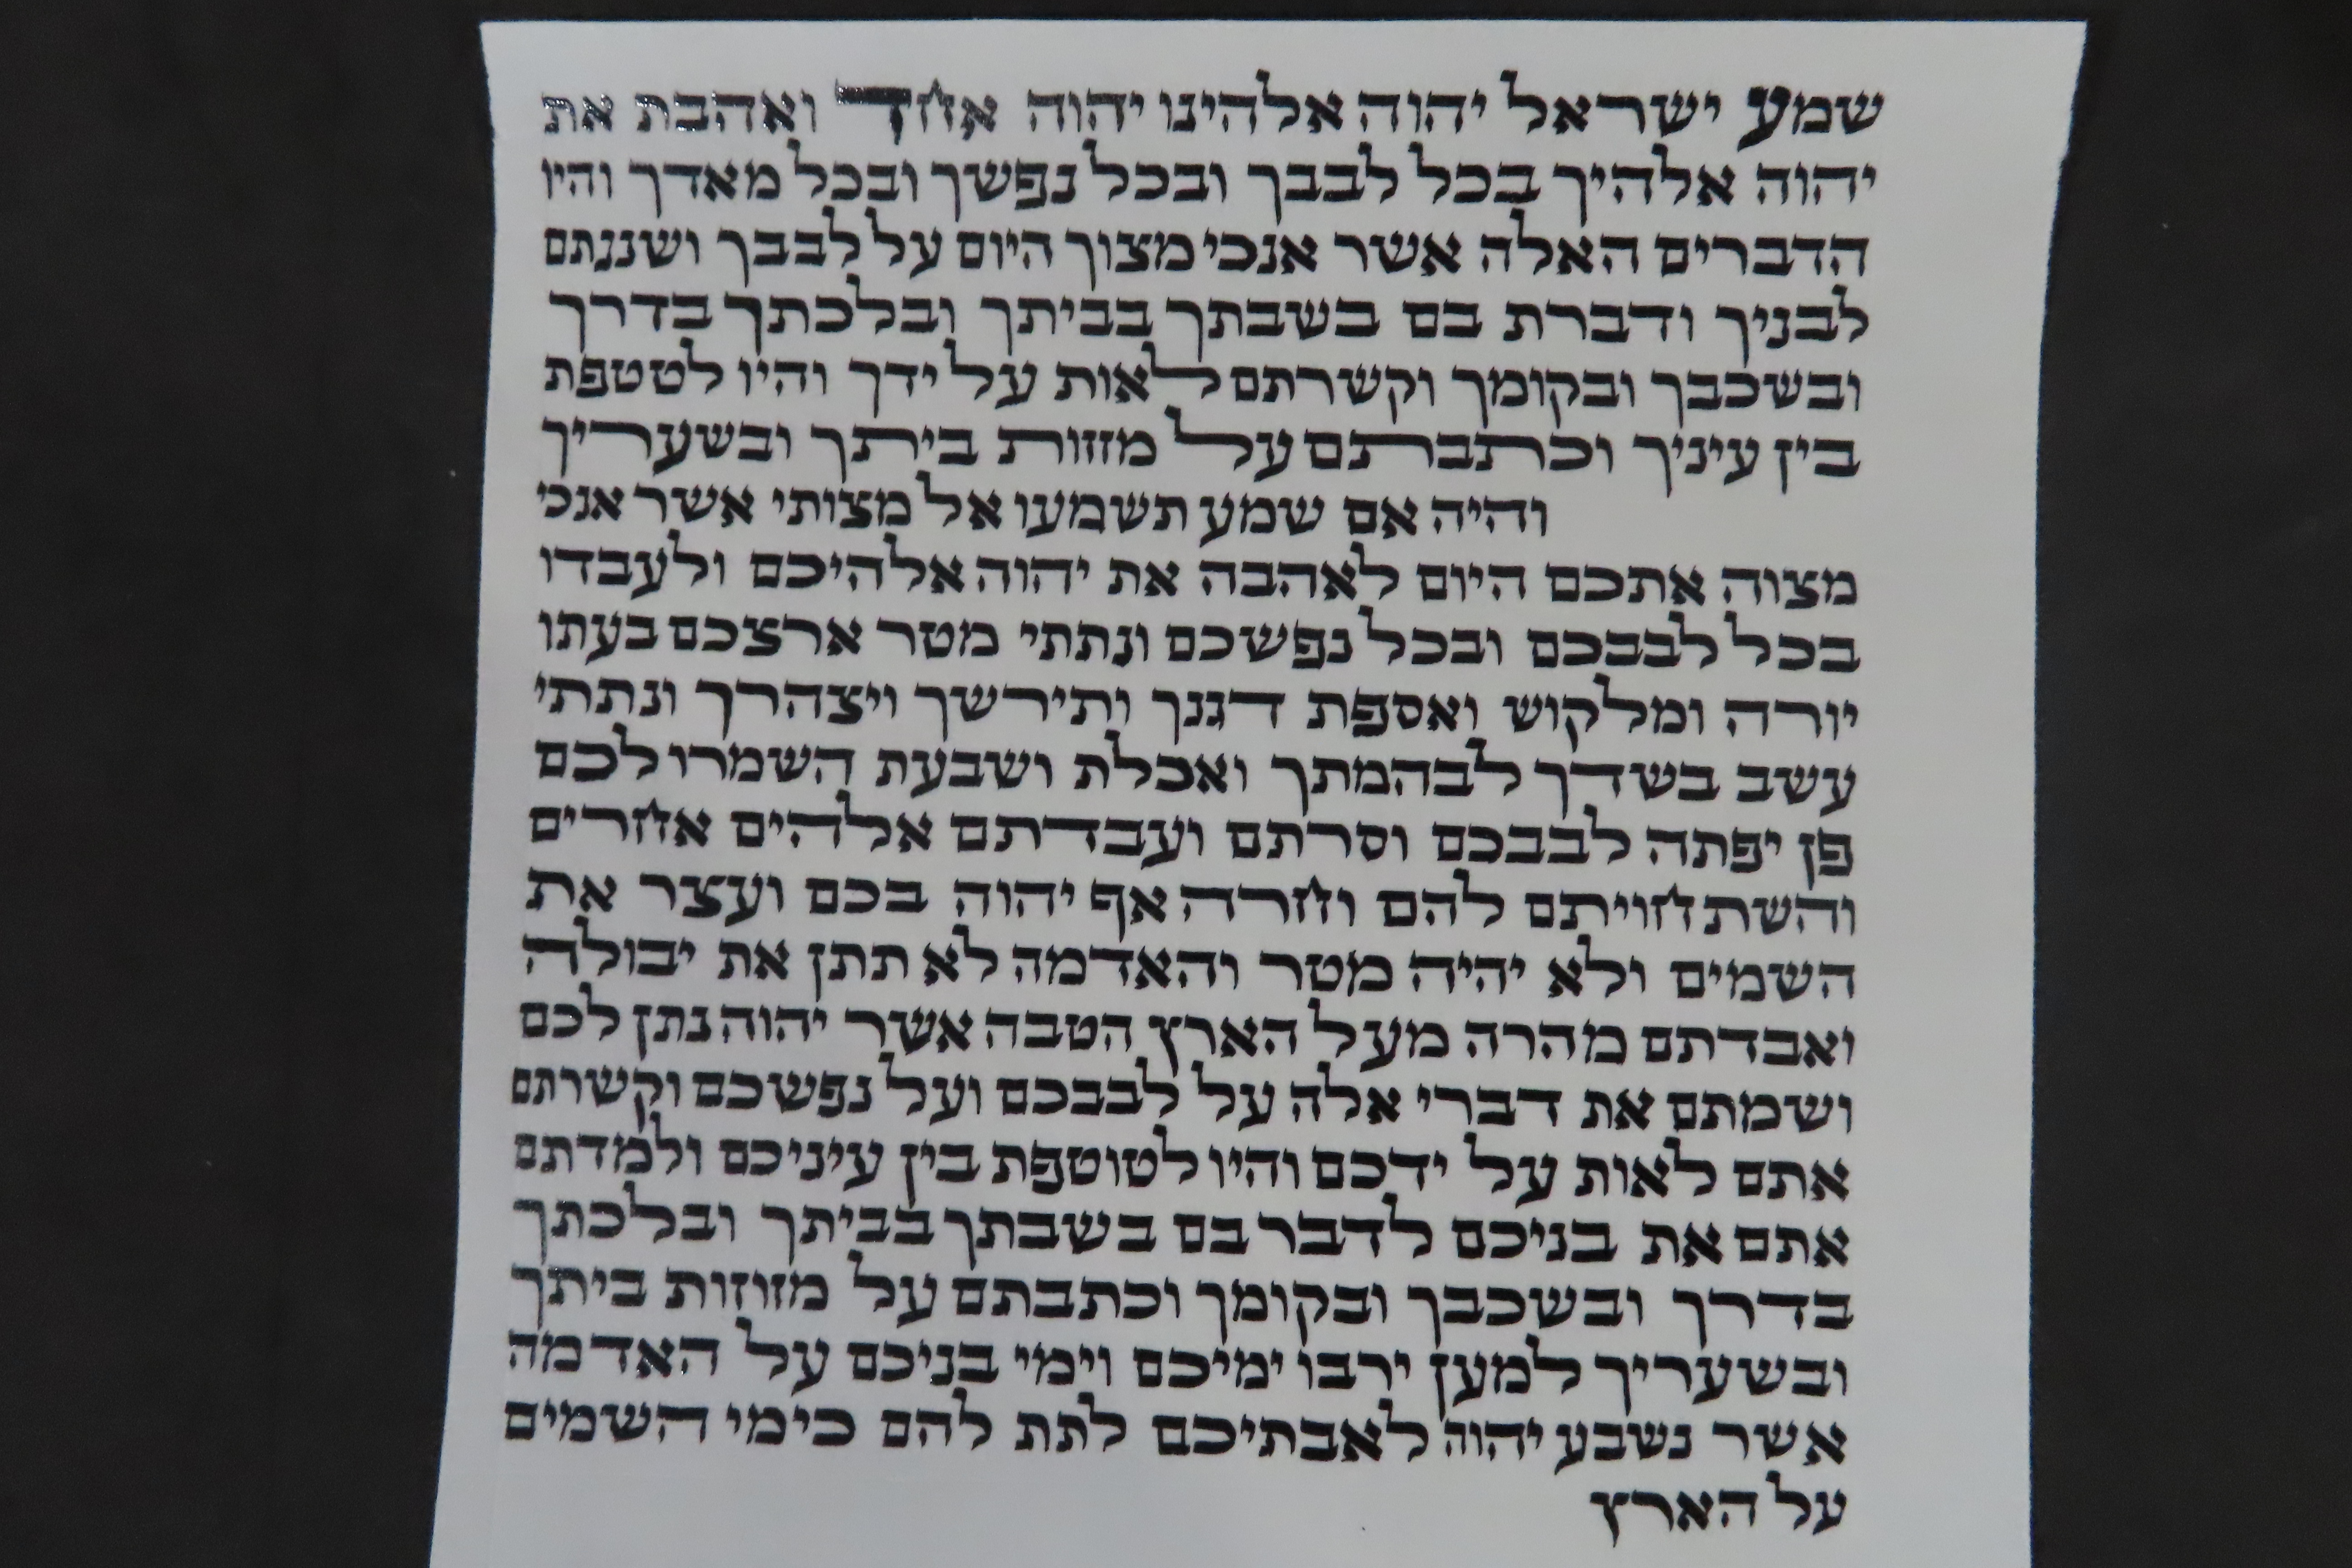 שמע ישראל יהוה אלהינו יהוה אחד ואהבת את
יהוה אלהיך בכל לבבך ובכל נפשך ובכל מאדך והיו
הדברים האלה אשר אנכי מצוך היום על לבבך ושננתם
לבניך ודברת בם בשבתך בביתך ובלכתך בדרך
ובשכבך ובקומך וקשרתם לאות על ידך והיו לטטפת
בין עיניך וכתבתם על מזזות ביתך ובשעריך
והיה אם שמע תשמעו אל מצותי אשר אנכי
מצוה אתכם היום לאהבה את יהוה אלהיכם ולעבדו
בכל לבבכם ובכל נפשכם ונתתי מטר ארצכם בעתו
יורה ומלקוש ואספת דגנך ותירשך ויצהרך ונתתי
עשב בשדך לבהמתך ואכלת ושבעת השמרו לכם
פן יפתה לבבכם וסרתם ועבדתם אלהים אחרים
והשתחויתם להם וחרה אף יהוה בכם ועצר את
השמים ולא יהיה מטר והאדמה לא תתן את יבולה
ואבדתם מהרה מעל הארץ הטבה אשר יהוה נתן לכם
ושמתם את דברי אלה על לבבכם ועל נפשכם וקשרתם
אתם לאות על ידכם והיו לטוטפת בין עיניכם ולמדתם
אתם את בניכם לדבר בם בשבתך בביתך ובלכתך
בדרך ובשכבך ובקומך וכתבתם על מזוזות ביתך
ובשעריך למען ירבו ימיכם וימי בניכם על האדמה
אשר נשבע יהוה לאבתיכם לתת להם כימי השמים
על הארץ